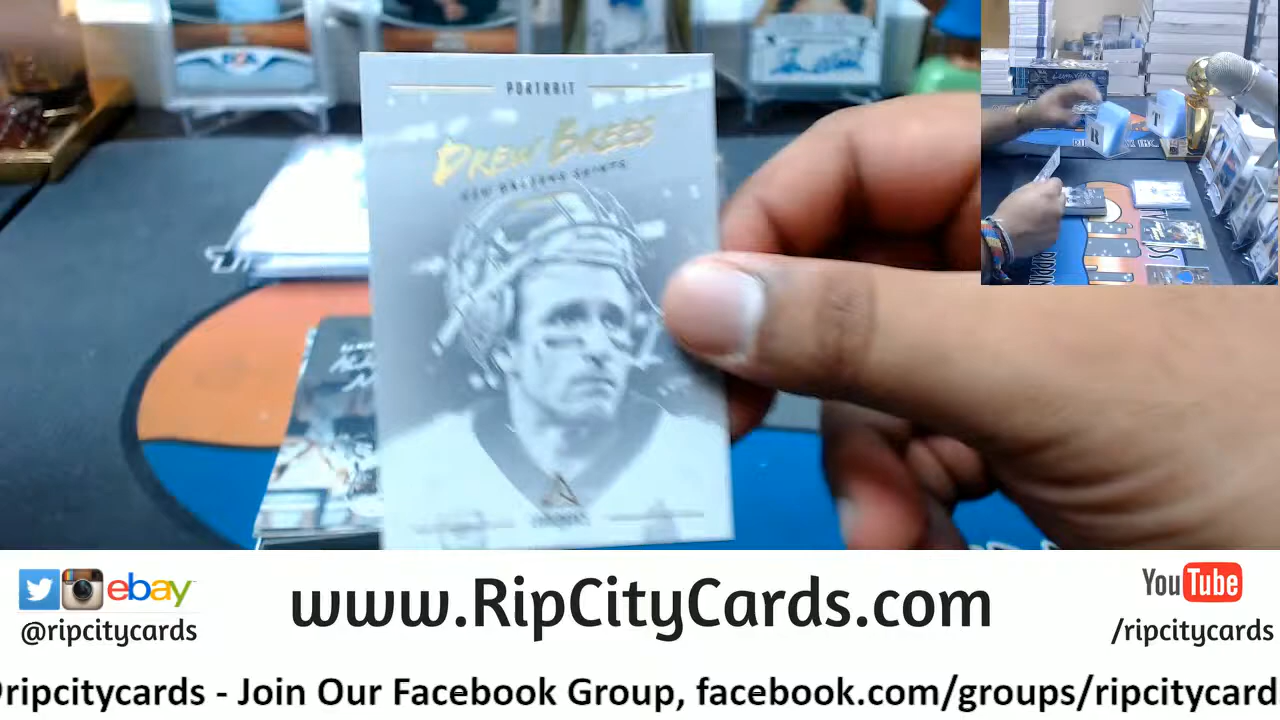 PORTRAIT
DREW BREES
NEW ORLEANS SAINTS
www.RipCityCards.com
ebay
@ripcitycards
YouTube
/ripcitycards
ripcitycards - Join Our Facebook Group, facebook.com/groups/ripcitycard